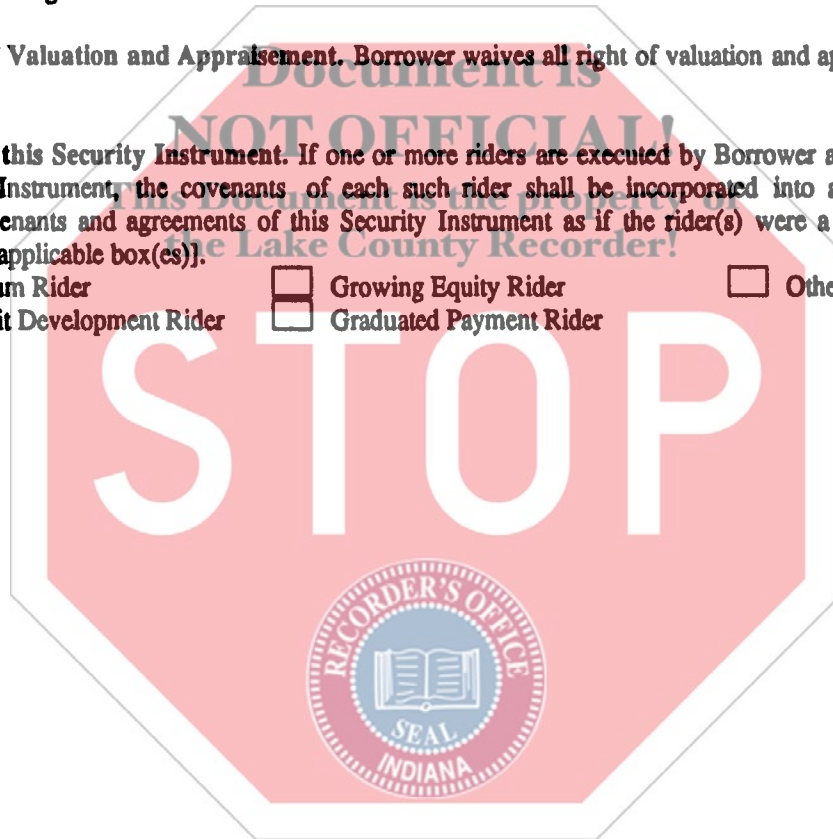 Valuation and Appraisement. Borrower waives all right of valuation and ap
Document is
NOT OFFICIAL!
this Security Instrument. If one or more riders are executed by Borrower a
Instrument, the covenants of each such rider shall be incorporated into a
This Document is the property of
enants and agreements of this Security Instrument as if the rider(s) were a
the Lake County Recorder!
applicable box(es)].
um Rider
Growing Equity Rider
Othe
it Development Rider
Graduated Payment Rider
STOP
RECORDER'S OFFICE
SEAL
INDIANA